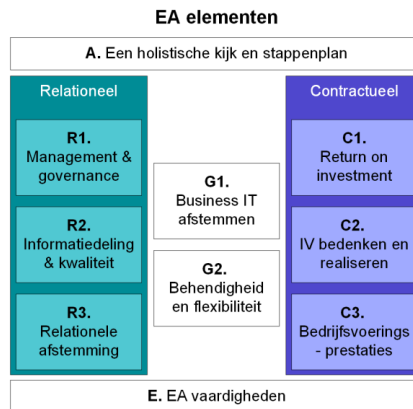 EA elementen
A. Een holistische kijk en stappenplan
Relationeel
R1.
Management &
governance
R2.
Informatiedeling
& kwaliteit
R3.
Relationele
afstemming
G1.
Business IT
afstemmen
G2.
Behendigheid
en flexibiliteit
Contractueel
C1.
Return on
investment
C2.
IV bedenken en
realiseren
C3.
Bedrijfsvoerings
- prestaties
E. EA vaardigheden